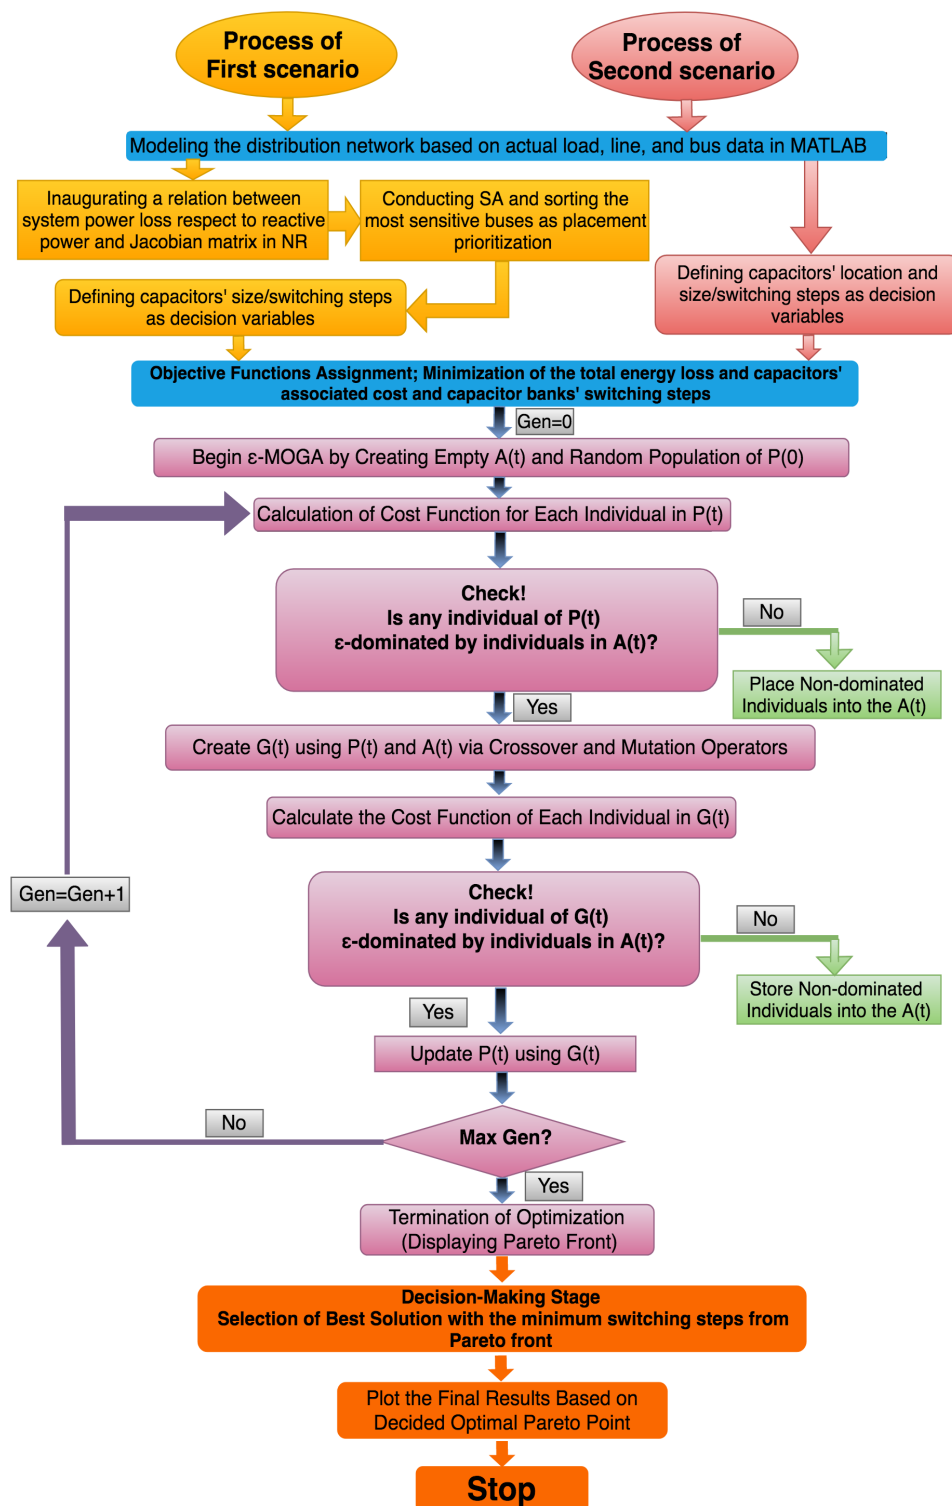 Process of
First scenario
Process of
Second scenario
Modeling the distribution network based on actual load, line, and bus data in MATLAB
Inaugurating a relation between
system power loss respect to reactive
power and Jacobian matrix in NR
Conducting SA and sorting the
most sensitive buses as placement
prioritization
Defining capacitors' location and
size/switching steps as decision
variables
Defining capacitors' size/switching steps
as decision variables
Objective Functions Assignment; Minimization of the total energy loss and capacitors'
associated cost and capacitor banks' switching steps
Gen=0
Begin ε-MOGA by Creating Empty A(t) and Random Population of P(0)
Calculation of Cost Function for Each Individual in P(t)
Check!
Is any individual of P(t)
ε-dominated by individuals in A(t)?
No
Place Non-dominated
Individuals into the A(t)
Yes
Create G(t) using P(t) and A(t) via Crossover and Mutation Operators
Calculate the Cost Function of Each Individual in G(t)
Gen=Gen+1
Check!
Is any individual of G(t)
ε-dominated by individuals in A(t)?
No
Store Non-dominated
Individuals into the A(t)
Yes
Update P(t) using G(t)
No
Max Gen?
Yes
Termination of Optimization
(Displaying Pareto Front)
Decision-Making Stage
Selection of Best Solution with the minimum switching steps from
Pareto front
Plot the Final Results Based on
Decided Optimal Pareto Point
Stop